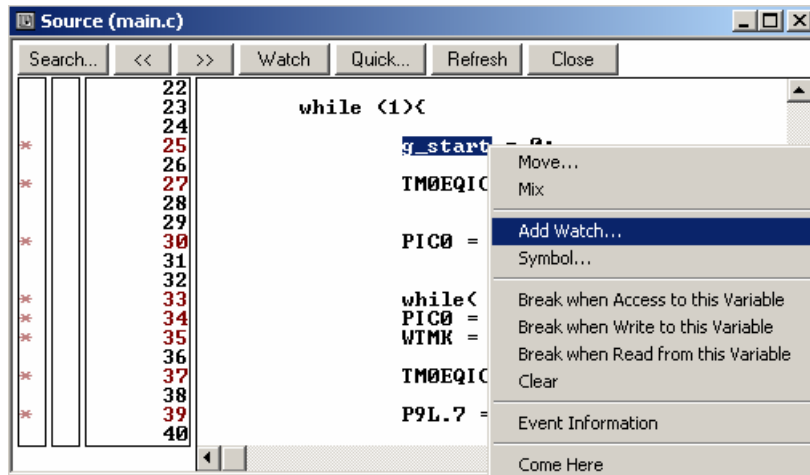 Source (main.c)
Search... << >> Watch Quick... Refresh Close
22
23 while (1){
24
* 25 g_start = 0;
26
* 27 TM0EQIC
28
29
* 30 PIC0 =
31
32
* 33 while(
* 34 PIC0 =
* 35 WTMK =
36
* 37 TM0EQIC
38
* 39 P9L.7 =
40
Move...
Mix
Add Watch...
Symbol...
Break when Access to this Variable
Break when Write to this Variable
Break when Read from this Variable
Clear
Event Information
Come Here